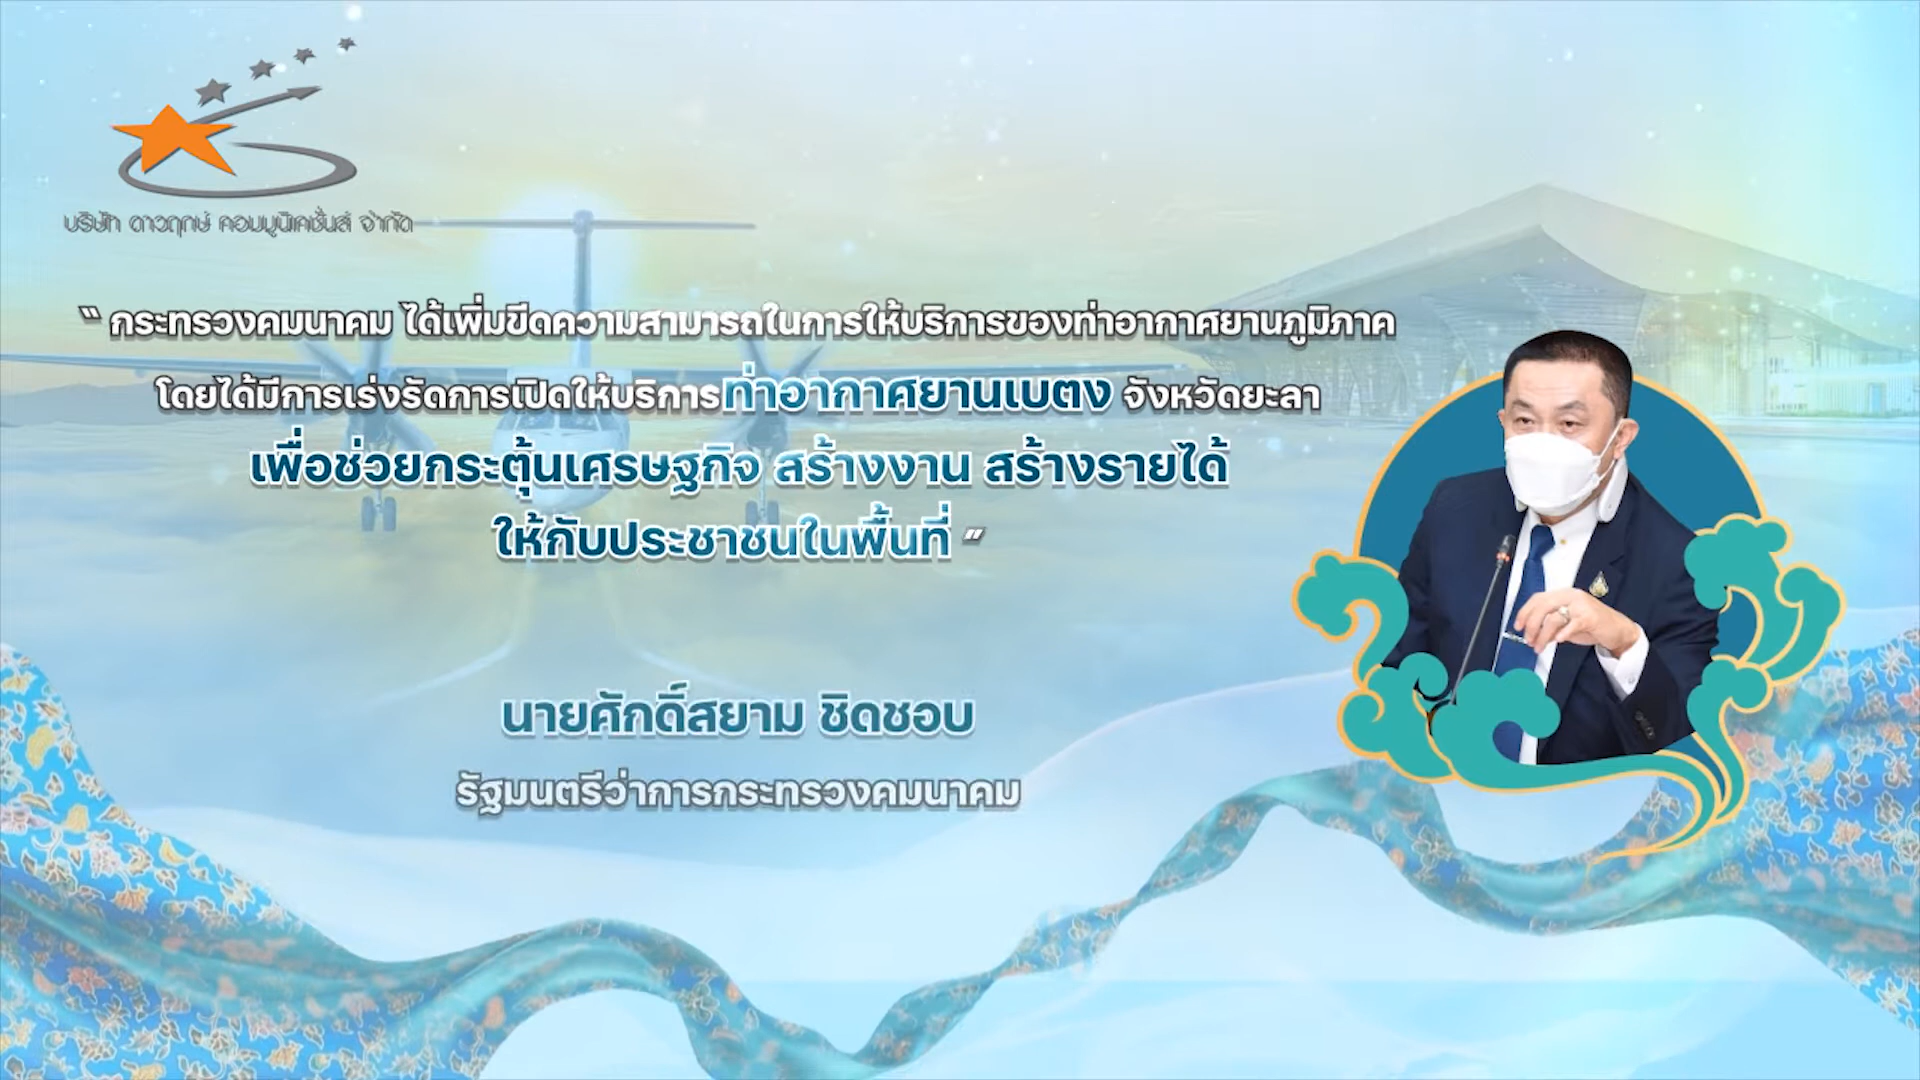 บริษัท ดาวฤกษ์ คอมมูนิเคชั่นส์ จำกัด
“ กระทรวงคมนาคม ได้เพิ่มขีดความสามารถในการให้บริการของท่าอากาศยานภูมิภาค
โดยได้มีการเร่งรัดการเปิดให้บริการท่าอากาศยานเบตง จังหวัดยะลา
เพื่อช่วยกระตุ้นเศรษฐกิจ สร้างงาน สร้างรายได้
ให้กับประชาชนในพื้นที่ ”
นายศักดิ์สยาม ชิดชอบ
รัฐมนตรีว่าการกระทรวงคมนาคม